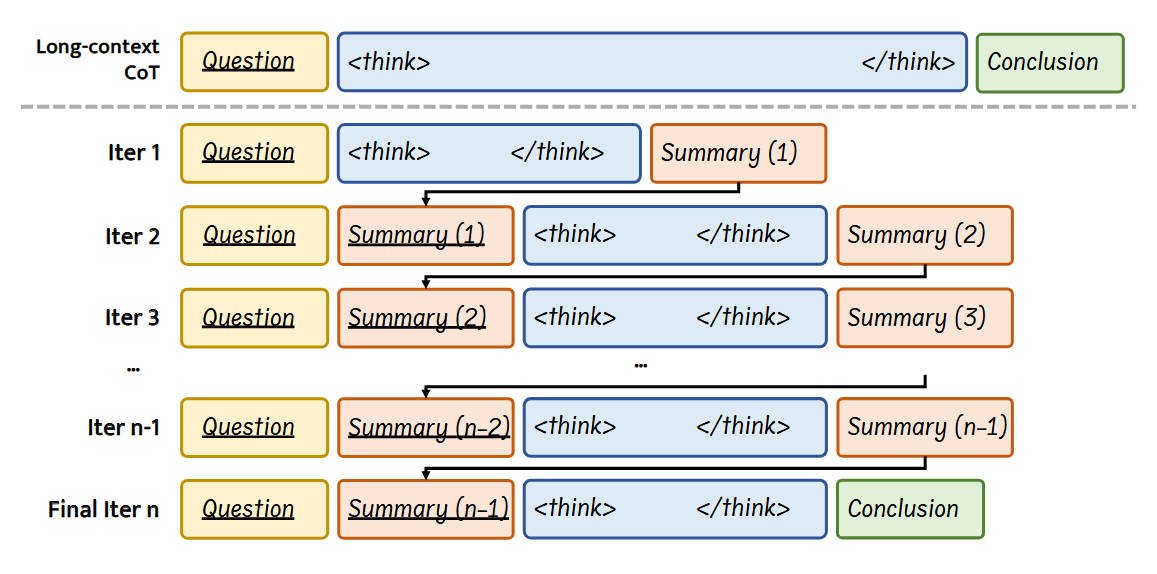 Long-context
CoT
Question <think> </think> Conclusion
Iter 1 Question <think> </think> Summary (1)
Iter 2 Question Summary (1) <think> </think> Summary (2)
Iter 3 Question Summary (2) <think> </think> Summary (3)
... ...
Iter n-1 Question Summary (n–2) <think> </think> Summary (n–1)
Final Iter n Question Summary (n–1) <think> </think> Conclusion